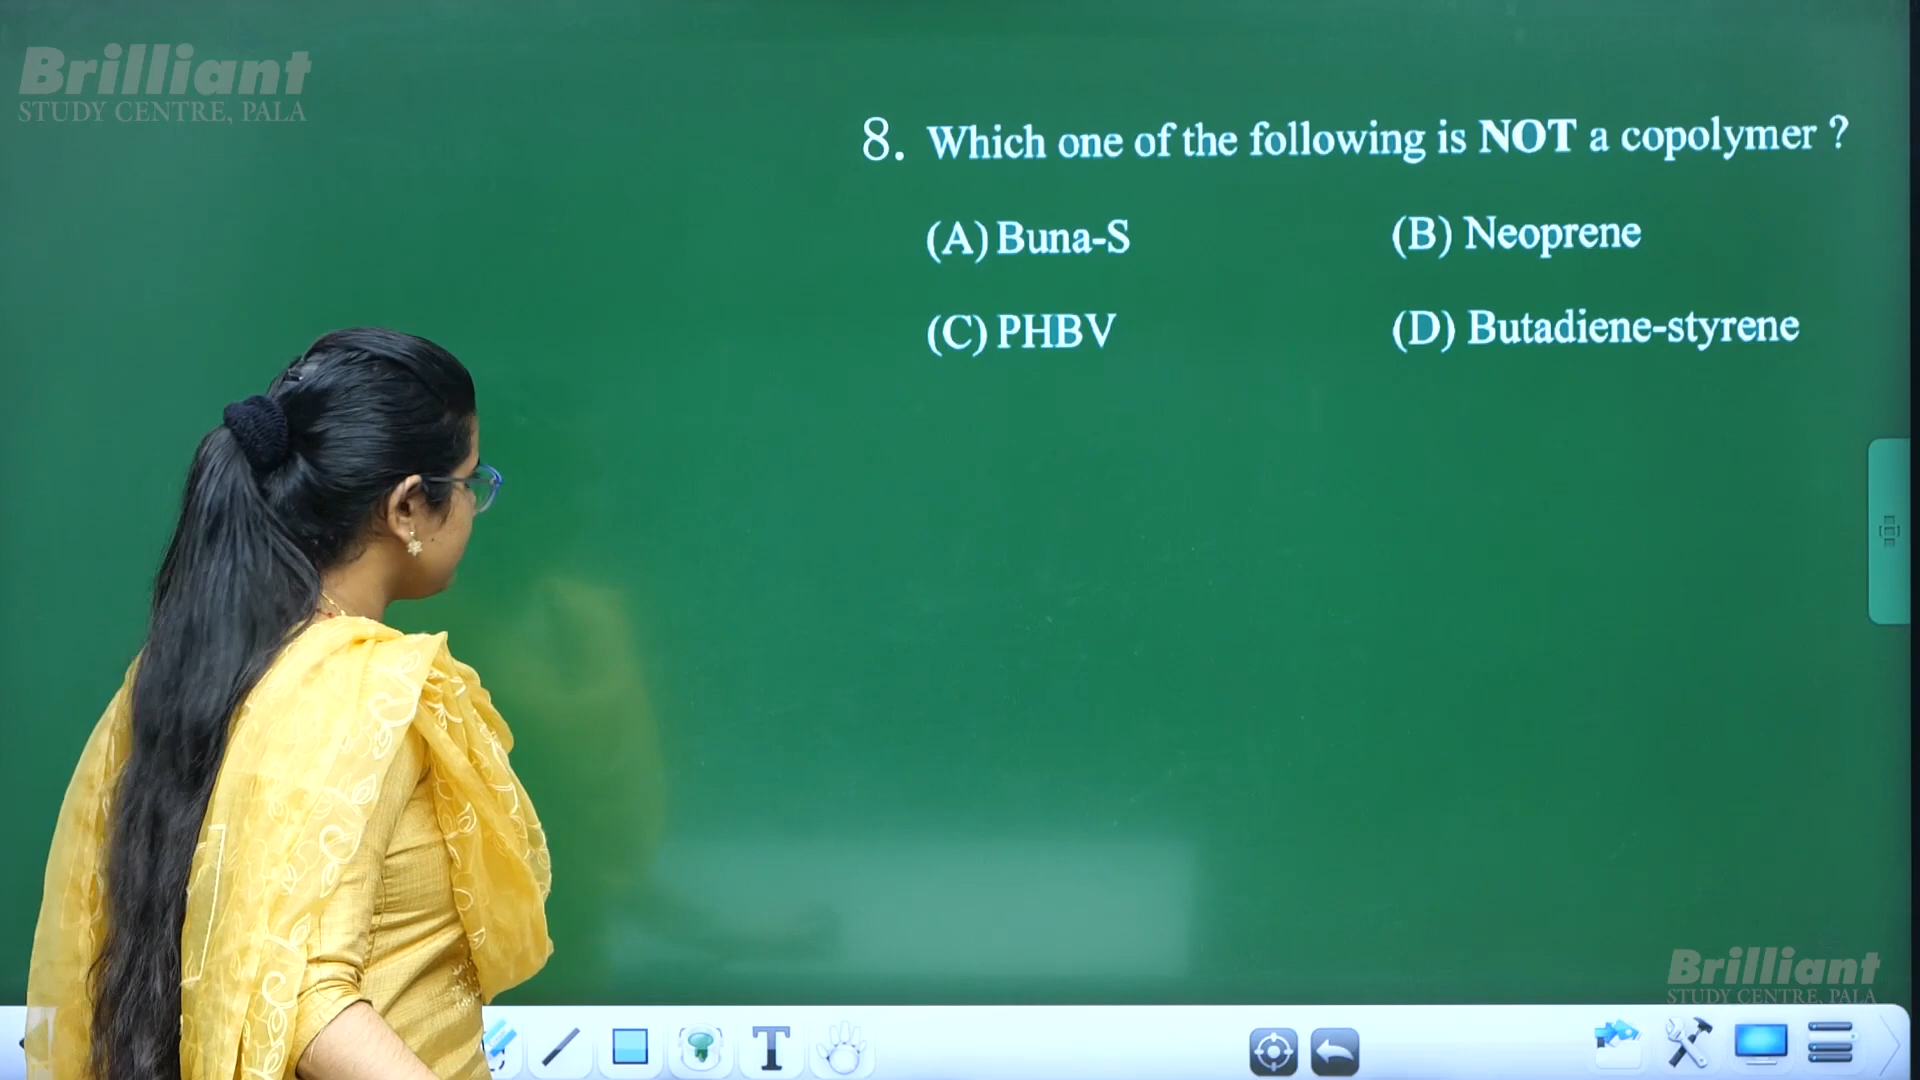 Brilliant
STUDY CENTRE, PALA
8. Which one of the following is NOT a copolymer ?
(A) Buna-S (B) Neoprene
(C) PHBV (D) Butadiene-styrene
Brilliant
STUDY CENTRE, PALA
T